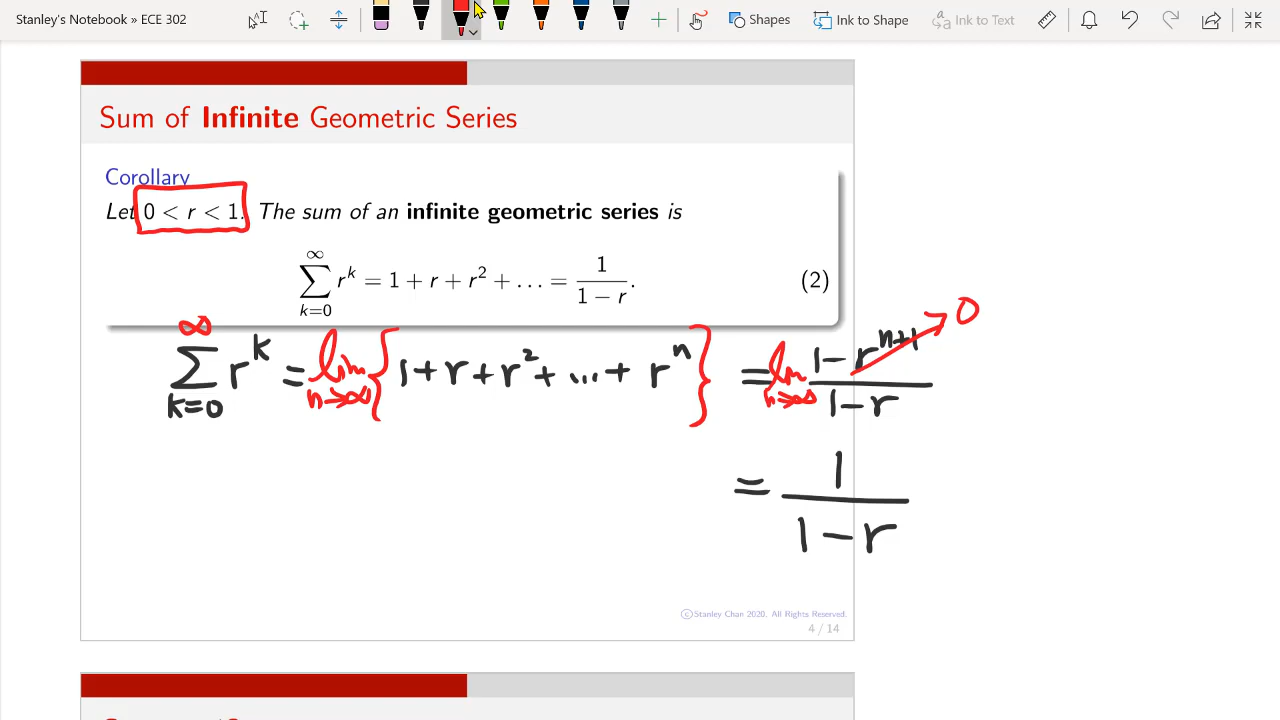 Stanley's Notebook » ECE 302
Shapes
Ink to Shape
Ink to Text
Sum of Infinite Geometric Series
Corollary
Let 0 < r < 1. The sum of an infinite geometric series is
∑_{k=0}^{∞} r^k = 1 + r + r^2 + … = 1/(1 − r). (2)
∑_{k=0}^{∞} r^k = lim_{n→∞} { 1 + r + r^2 + ... + r^n } = lim_{n→∞} (1 − r^{n+1})/(1 − r) → 0
= 1/(1 − r)
©Stanley Chan 2020. All Rights Reserved.
4 / 14